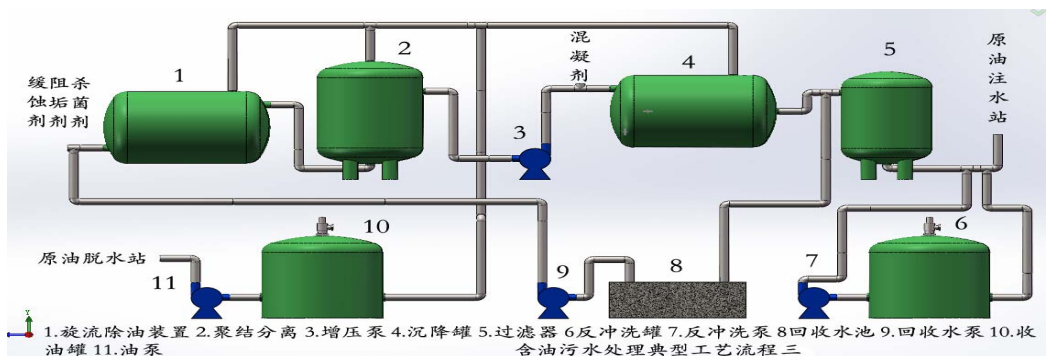 缓阻杀
蚀垢菌
剂剂剂
1
2
3
混凝剂
4
5
原油注水站
原油脱水站
11
10
9
8
7
6
1.旋流除油装置 2.聚结分离 3.增压泵 4.沉降罐 5.过滤器 6反冲洗罐 7.反冲洗泵 8回收水池 9.回收水泵 10.收
油罐 11.油泵 含油污水处理典型工艺流程三